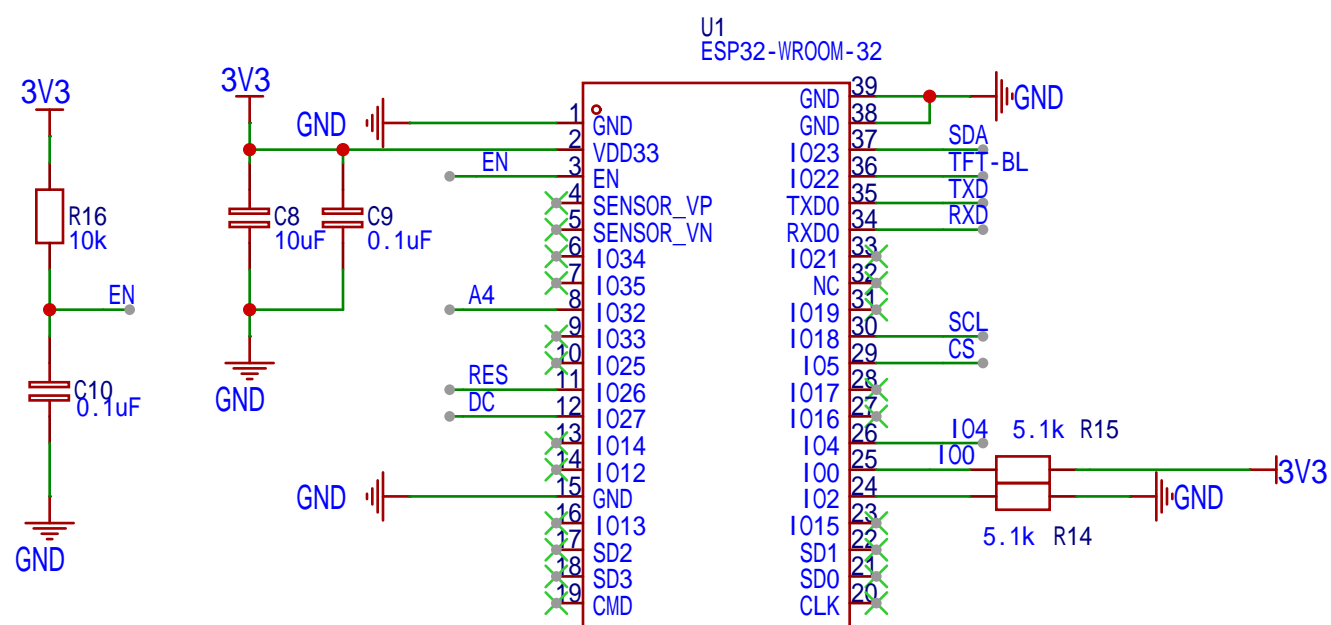 U1
ESP32-WROOM-32
3V3
R16
10k
EN
C10
0.1uF
GND
3V3
C8
10uF
C9
0.1uF
GND
GND
1
GND
2
VDD33
EN
3
EN
4
SENSOR_VP
5
SENSOR_VN
6
IO34
7
IO35
A4
8
IO32
9
IO33
10
IO25
RES
11
IO26
DC
12
IO27
13
IO14
14
IO12
GND
15
GND
16
IO13
17
SD2
18
SD3
19
CMD
GND
39
GND
GND
38
IO23
37
SDA
IO22
36
TFT-BL
TXD0
35
TXD
RXD0
34
RXD
IO21
33
NC
32
IO19
31
IO18
30
SCL
IO5
29
CS
IO17
28
IO16
27
IO4
26
IO4
5.1k R15
IO0
25
IO0
3V3
IO2
24
GND
5.1k R14
IO15
23
SD1
22
SD0
21
CLK
20